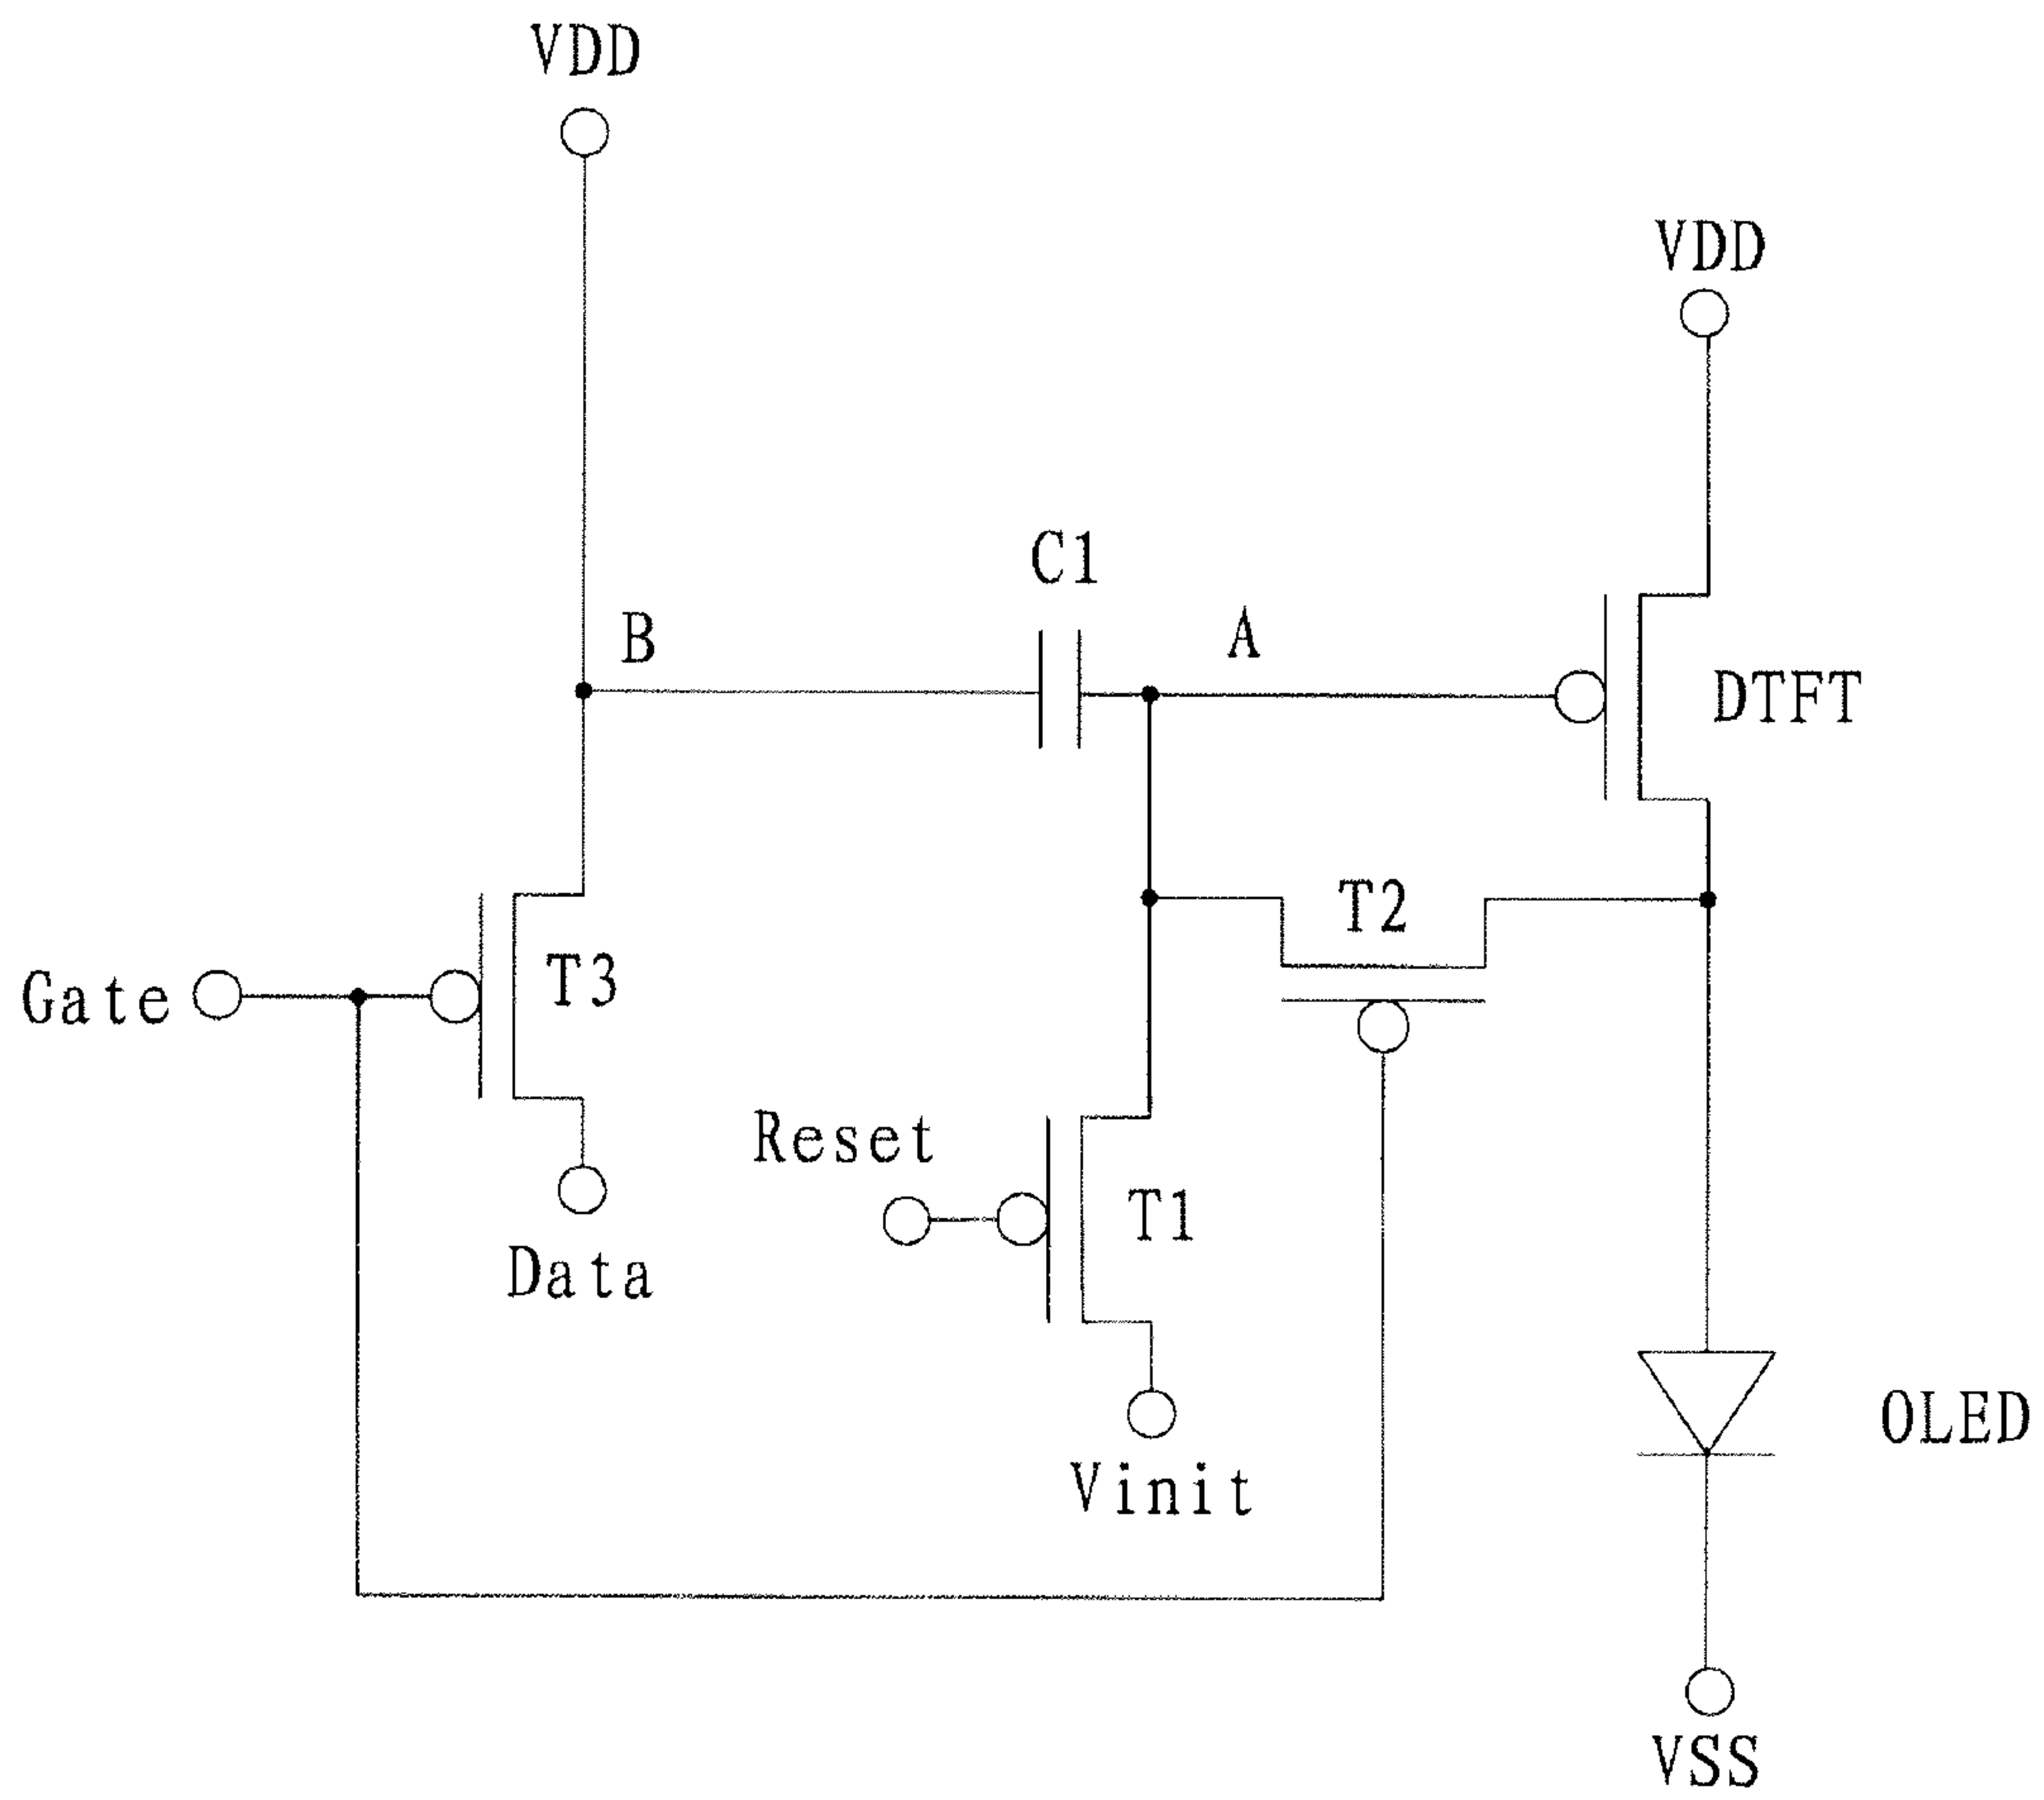 VDD
VDD
C1
B
A
DTFT
T2
T3
Gate
Reset
T1
Data
OLED
Vinit
VSS